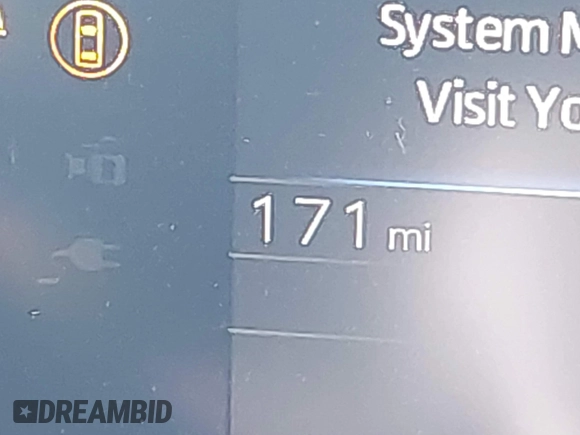 System
Visit
171 mi
DREAMBID